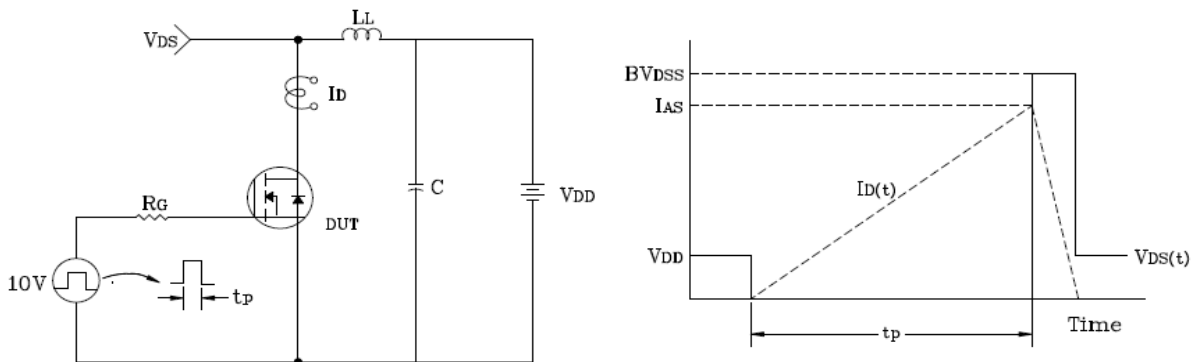 LL
VDS
ID
RG
DUT
C
VDD
10V
tp
BVDSS
IAS
ID(t)
VDD
VDS(t)
tp
Time